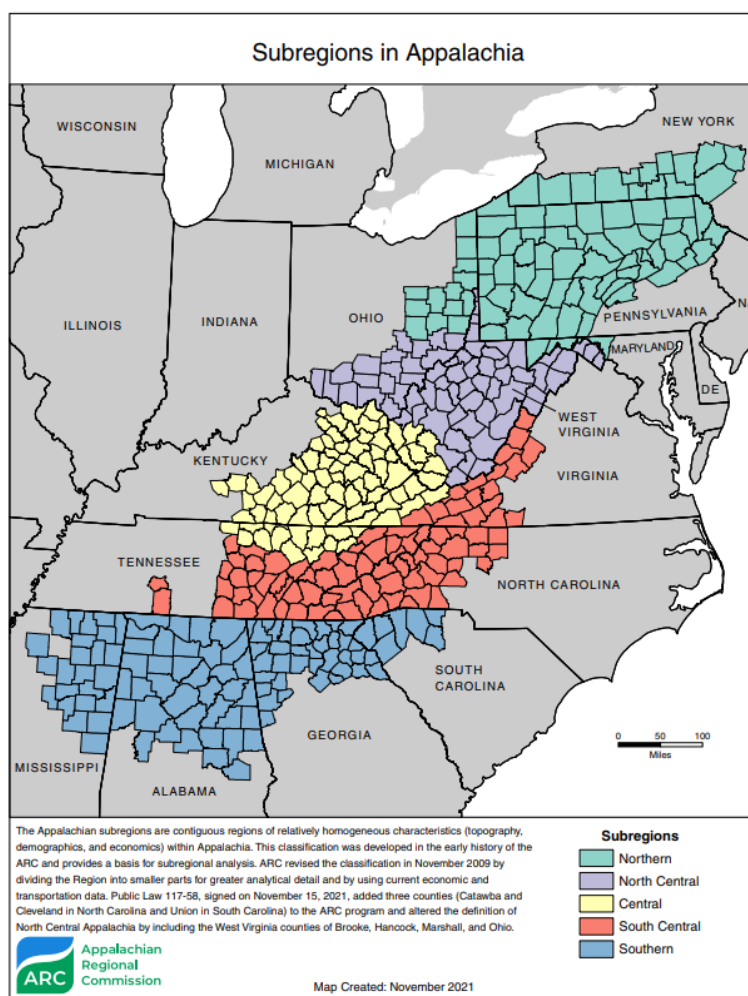 Subregions in Appalachia
WISCONSIN
NEW YORK
MICHIGAN
OHIO
PENNSYLVANIA
N
ILLINOIS
INDIANA
MARYLAND
DE
WEST
VIRGINIA
KENTUCKY
VIRGINIA
TENNESSEE
NORTH CAROLINA
SOUTH
CAROLINA
GEORGIA
MISSISSIPPI
ALABAMA
0 50 100
Miles
The Appalachian subregions are contiguous regions of relatively homogeneous characteristics (topography,
demographics, and economics) within Appalachia. This classification was developed in the early history of the
ARC and provides a basis for subregional analysis. ARC revised the classification in November 2009 by
dividing the Region into smaller parts for greater analytical detail and by using current economic and
transportation data. Public Law 117-58, signed on November 15, 2021, added three counties (Catawba and
Cleveland in North Carolina and Union in South Carolina) to the ARC program and altered the definition of
North Central Appalachia by including the West Virginia counties of Brooke, Hancock, Marshall, and Ohio.
Subregions
Northern
North Central
Central
South Central
Southern
ARC
Appalachian
Regional
Commission
Map Created: November 2021